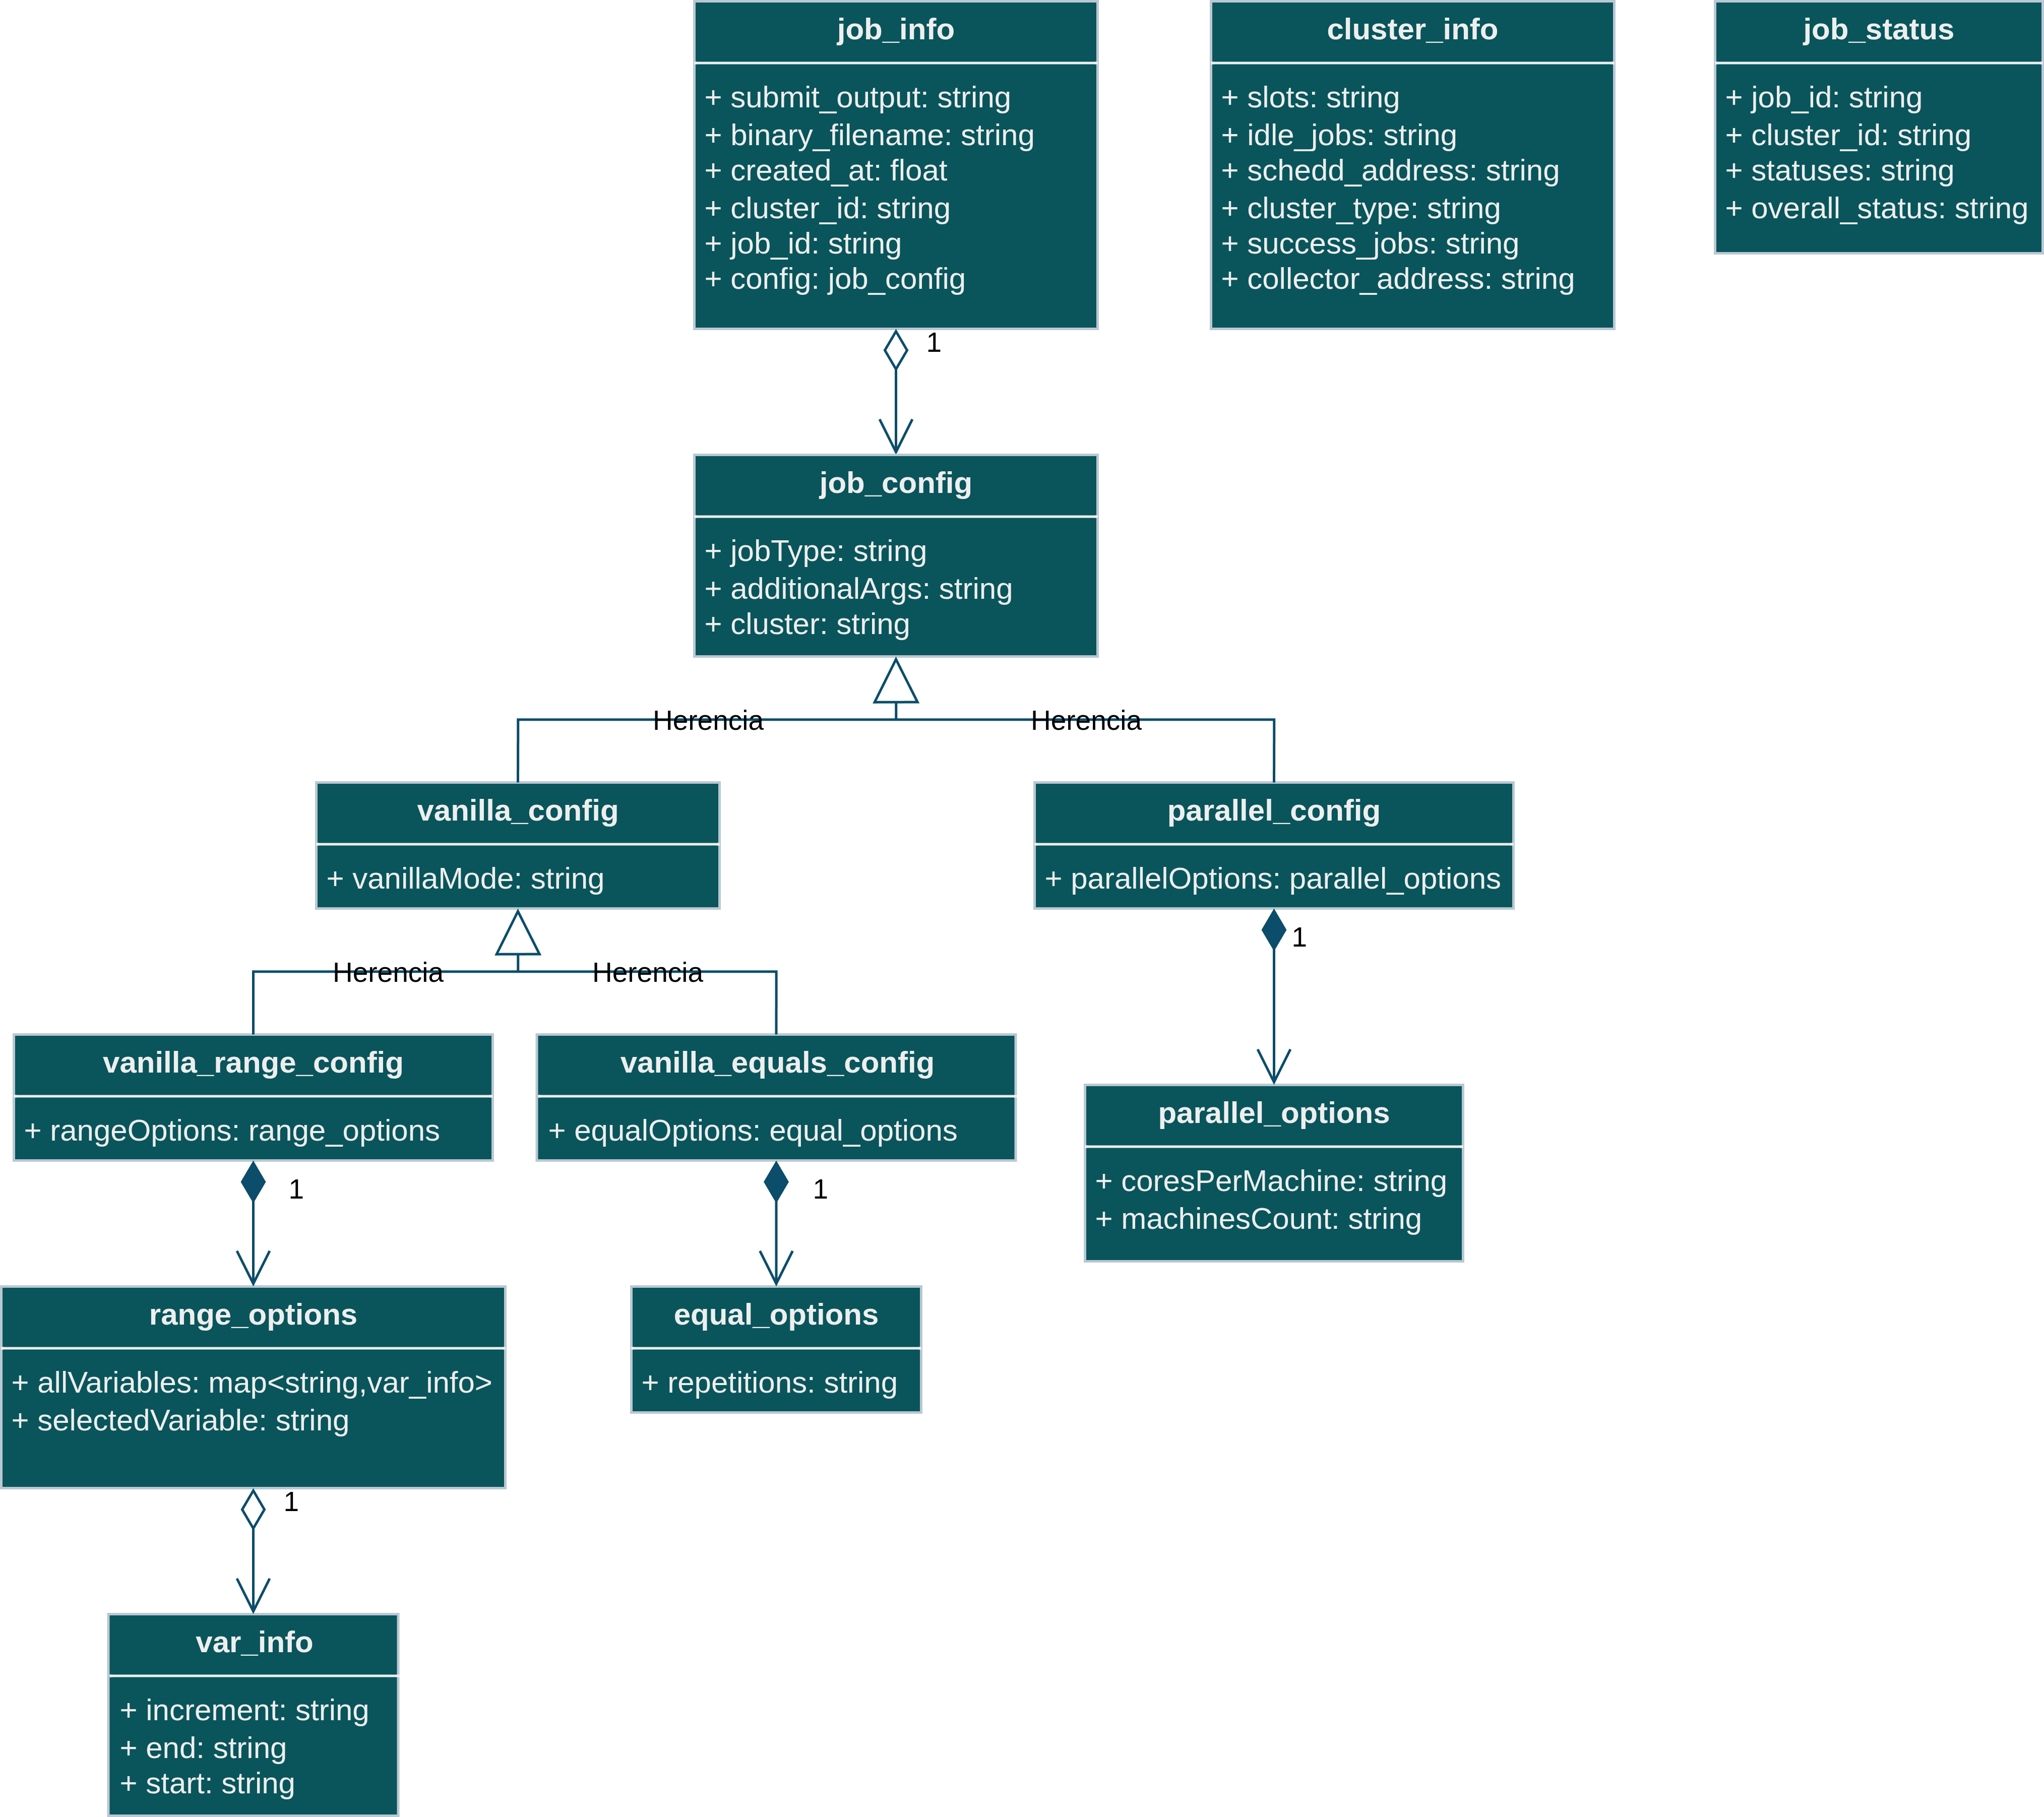 job_info
+ submit_output: string
+ binary_filename: string
+ created_at: float
+ cluster_id: string
+ job_id: string
+ config: job_config
cluster_info
+ slots: string
+ idle_jobs: string
+ schedd_address: string
+ cluster_type: string
+ success_jobs: string
+ collector_address: string
job_status
+ job_id: string
+ cluster_id: string
+ statuses: string
+ overall_status: string
1
job_config
+ jobType: string
+ additionalArgs: string
+ cluster: string
Herencia
Herencia
vanilla_config
+ vanillaMode: string
parallel_config
+ parallelOptions: parallel_options
Herencia
Herencia
1
vanilla_range_config
+ rangeOptions: range_options
vanilla_equals_config
+ equalOptions: equal_options
parallel_options
+ coresPerMachine: string
+ machinesCount: string
1
1
range_options
+ allVariables: map<string,var_info>
+ selectedVariable: string
equal_options
+ repetitions: string
1
var_info
+ increment: string
+ end: string
+ start: string